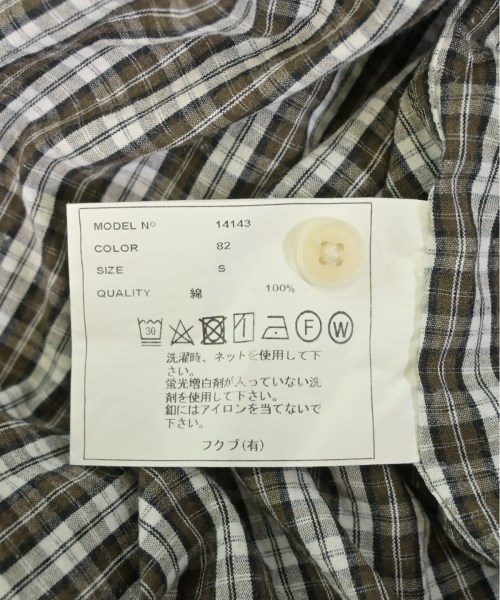 MODEL Nº 14143
COLOR 82
SIZE S
QUALITY 綿 100%
30 F W
洗濯時、ネットを使用して下
さい。
蛍光増白剤が入っていない洗
剤を使用して下さい。
釦にはアイロンを当てないで
下さい。
フクブ(有)